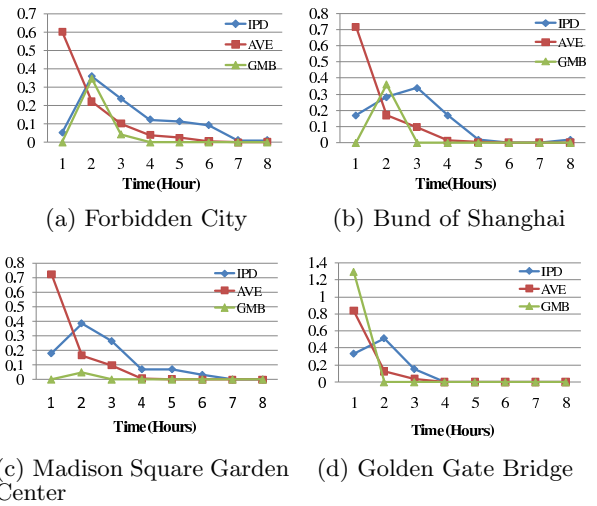 0.7
0.6
0.5
0.4
0.3
0.2
0.1
0
IPD
AVE
GMB
1 2 3 4 5 6 7 8
Time(Hour)
(a) Forbidden City
0.8
0.7
0.6
0.5
0.4
0.3
0.2
0.1
0
IPD
AVE
GMB
1 2 3 4 5 6 7 8
Time(Hour)
(b) Bund of Shanghai
0.8
0.7
0.6
0.5
0.4
0.3
0.2
0.1
0
IPD
AVE
GMB
1 2 3 4 5 6 7 8
Time(Hours)
(c) Madison Square Garden
Center
1.4
1.2
1
0.8
0.6
0.4
0.2
0
IPD
AVE
GMB
1 2 3 4 5 6 7 8
Time(Hours)
(d) Golden Gate Bridge